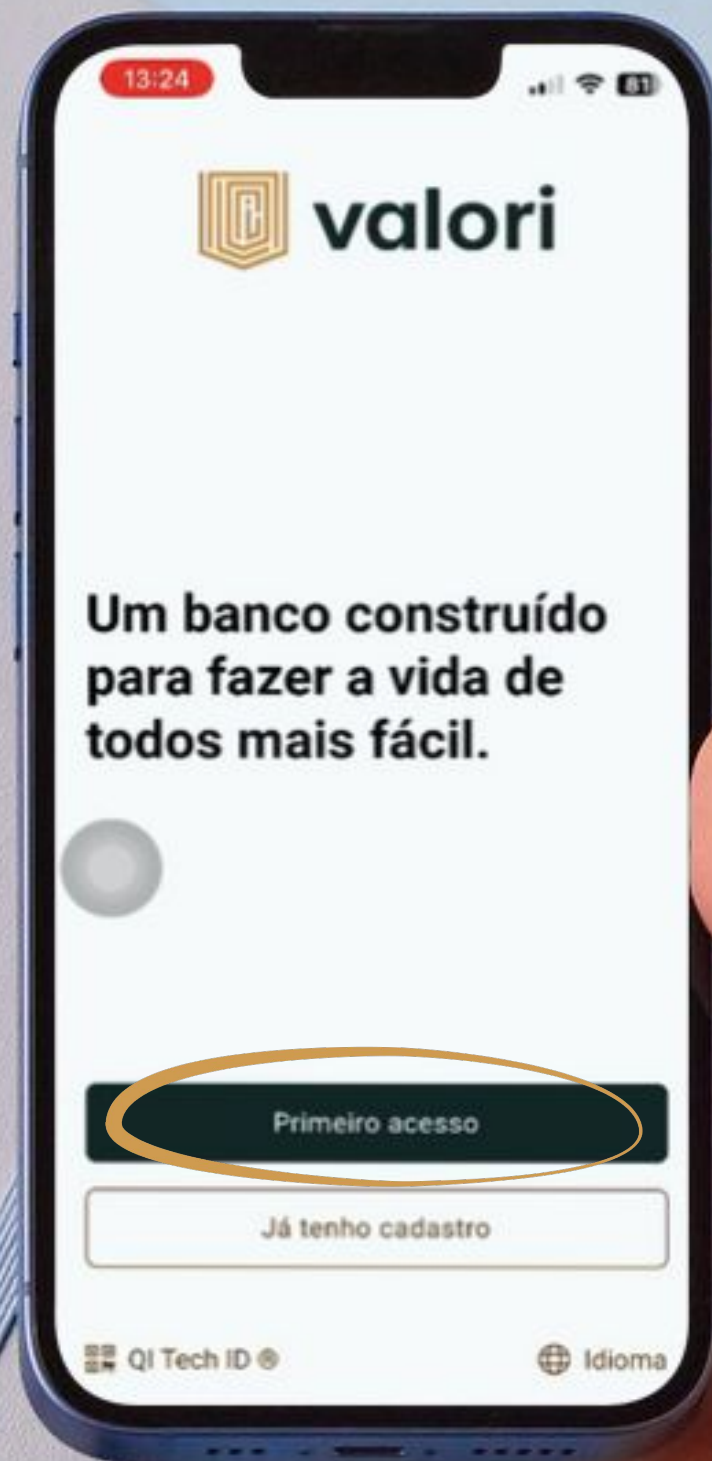 13:24
81
valori
Um banco construído
para fazer a vida de
todos mais fácil.
Primeiro acesso
Já tenho cadastro
QI Tech ID ®
Idioma